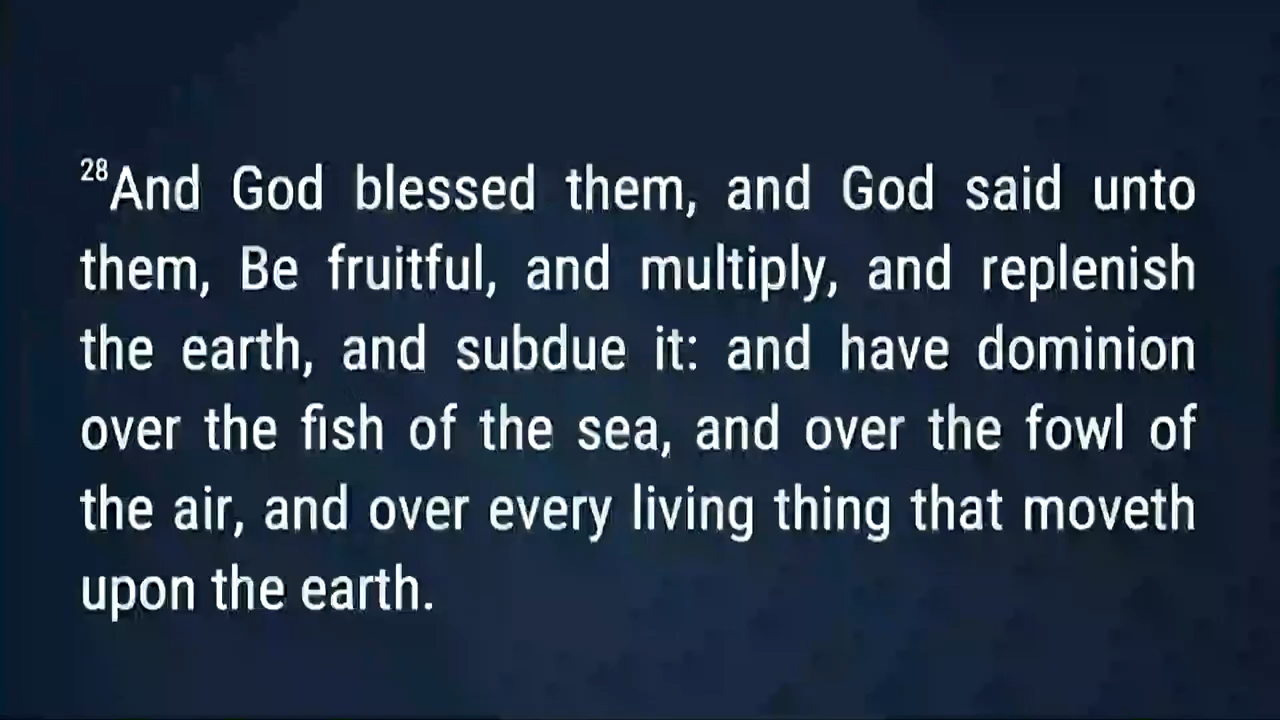 28And God blessed them, and God said unto
them, Be fruitful, and multiply, and replenish
the earth, and subdue it: and have dominion
over the fish of the sea, and over the fowl of
the air, and over every living thing that moveth
upon the earth.